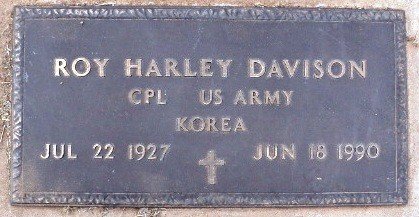 ROY HARLEY DAVISON
CPL US ARMY
KOREA
JUL 22 1927 JUN 18 1990